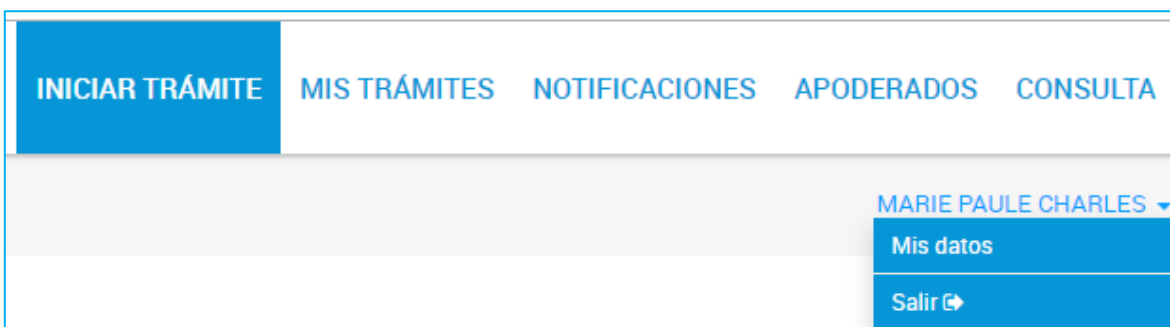 INICIAR TRÁMITE MIS TRÁMITES NOTIFICACIONES APODERADOS CONSULTA
MARIE PAULE CHARLES
Mis datos
Salir